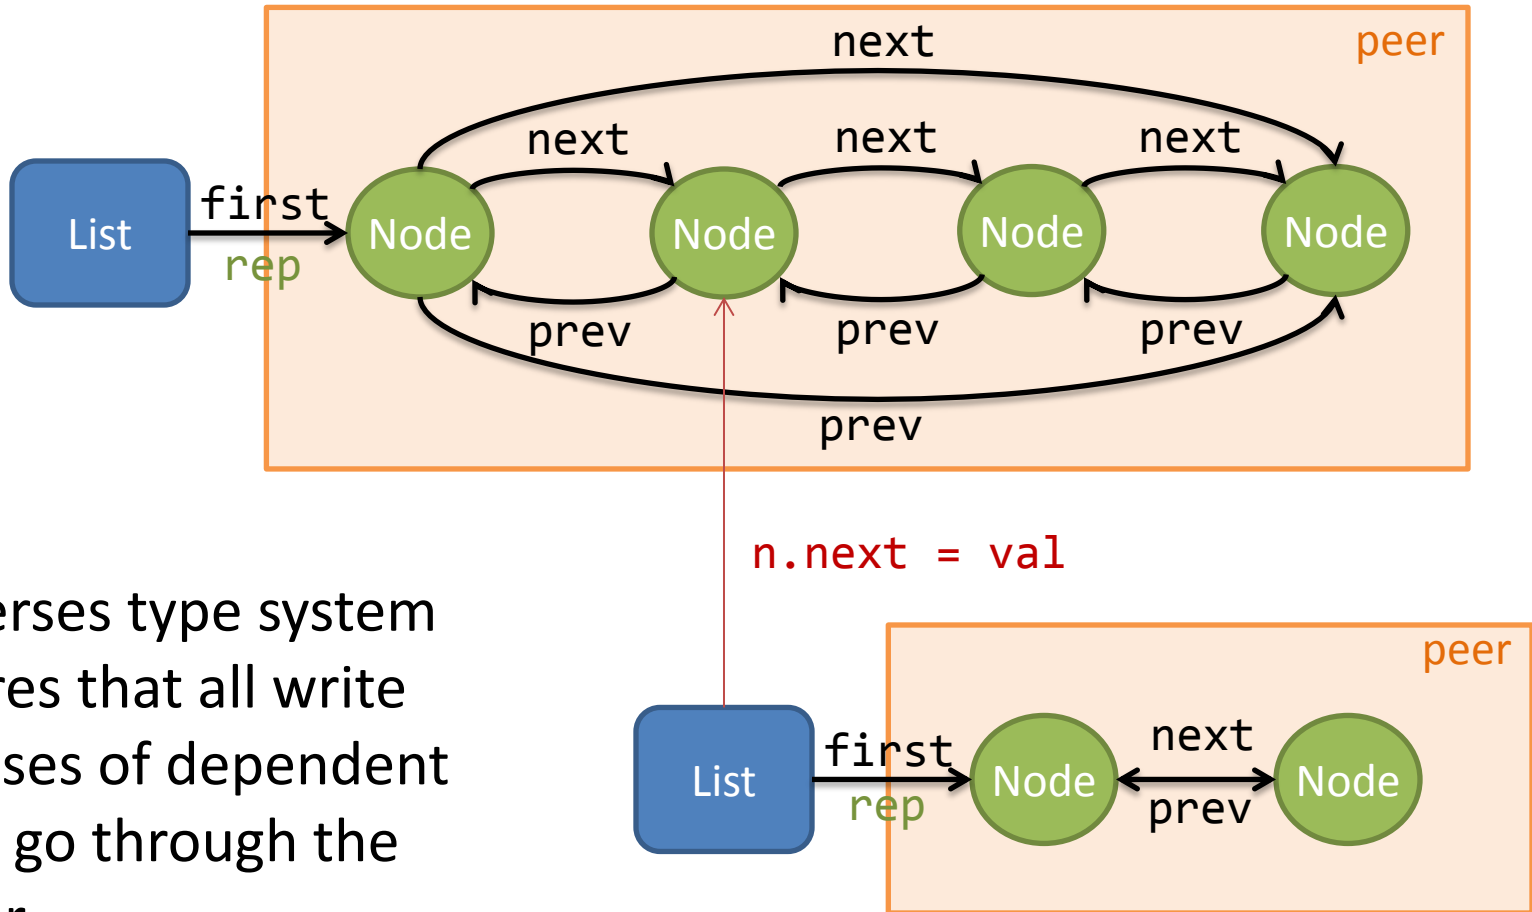 peer
next
next next next
List first Node Node Node Node
rep
prev prev prev
prev
n.next = val
erses type system
res that all write
ses of dependent
go through the
peer
List first Node next Node
rep prev